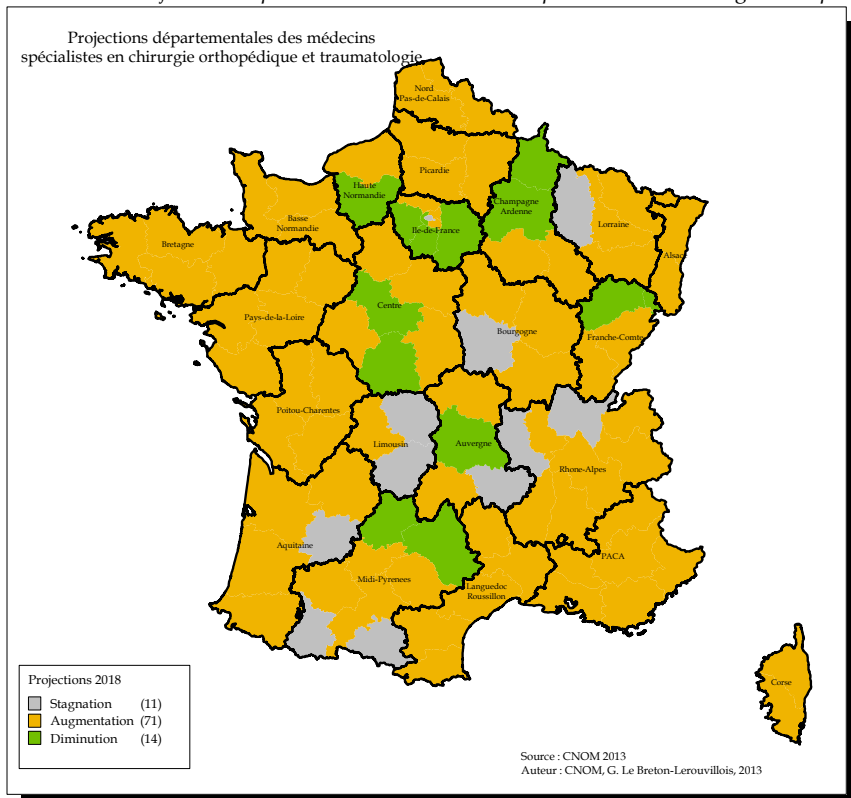 Projections départementales des médecins
spécialistes en chirurgie orthopédique et traumatologie
Nord
Pas-de-Calais
Picardie
Haute
Normandie
Champagne
Ardenne
Basse
Normandie
Ile-de-France
Lorraine
Alsace
Bretagne
Centre
Pays-de-la-Loire
Bourgogne
Franche-Comte
Poitou-Charentes
Limousin
Auvergne
Rhone-Alpes
Aquitaine
PACA
Midi-Pyrenees
Languedoc
Roussillon
Corse
Projections 2018
Stagnation (11)
Augmentation (71)
Diminution (14)
Source : CNOM 2013
Auteur : CNOM, G. Le Breton-Lerouvillois, 2013